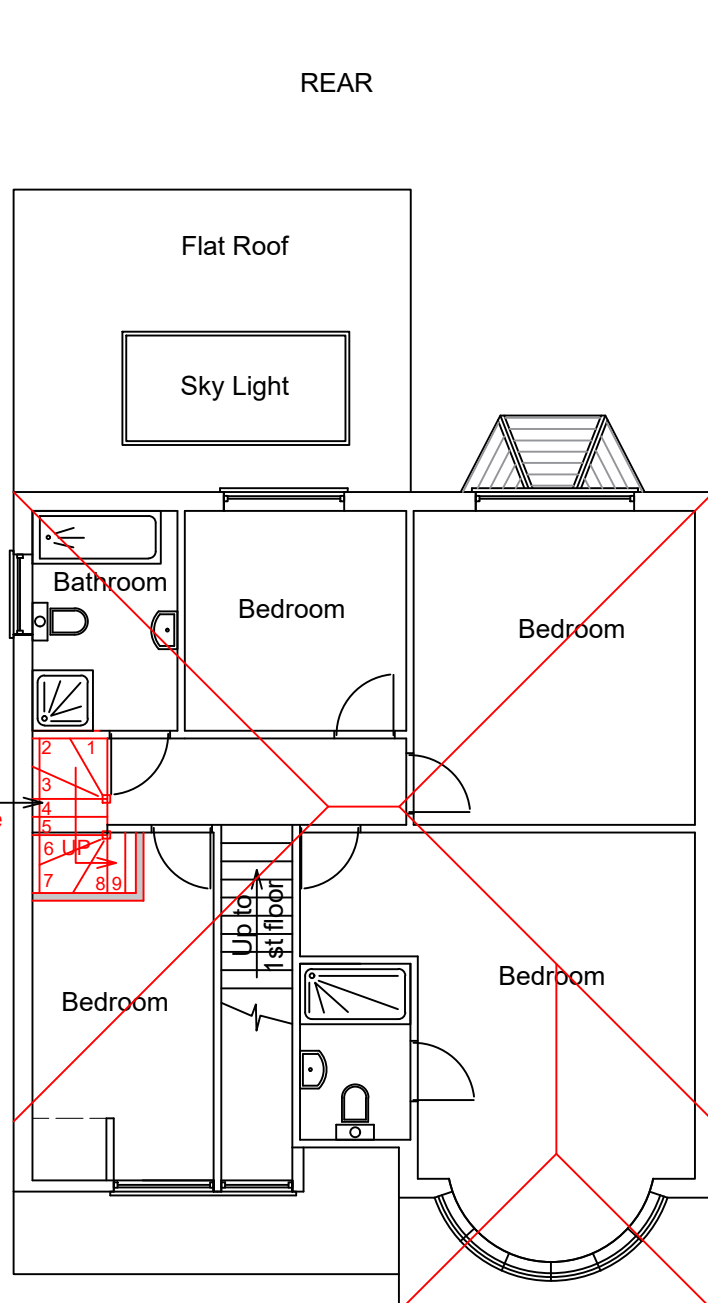 REAR
Flat Roof
Sky Light
Bathroom
Bedroom
Bedroom
2 1
3
4
5
6 UP
7 8 9
Up to
1st floor
Bedroom
Bedroom
e